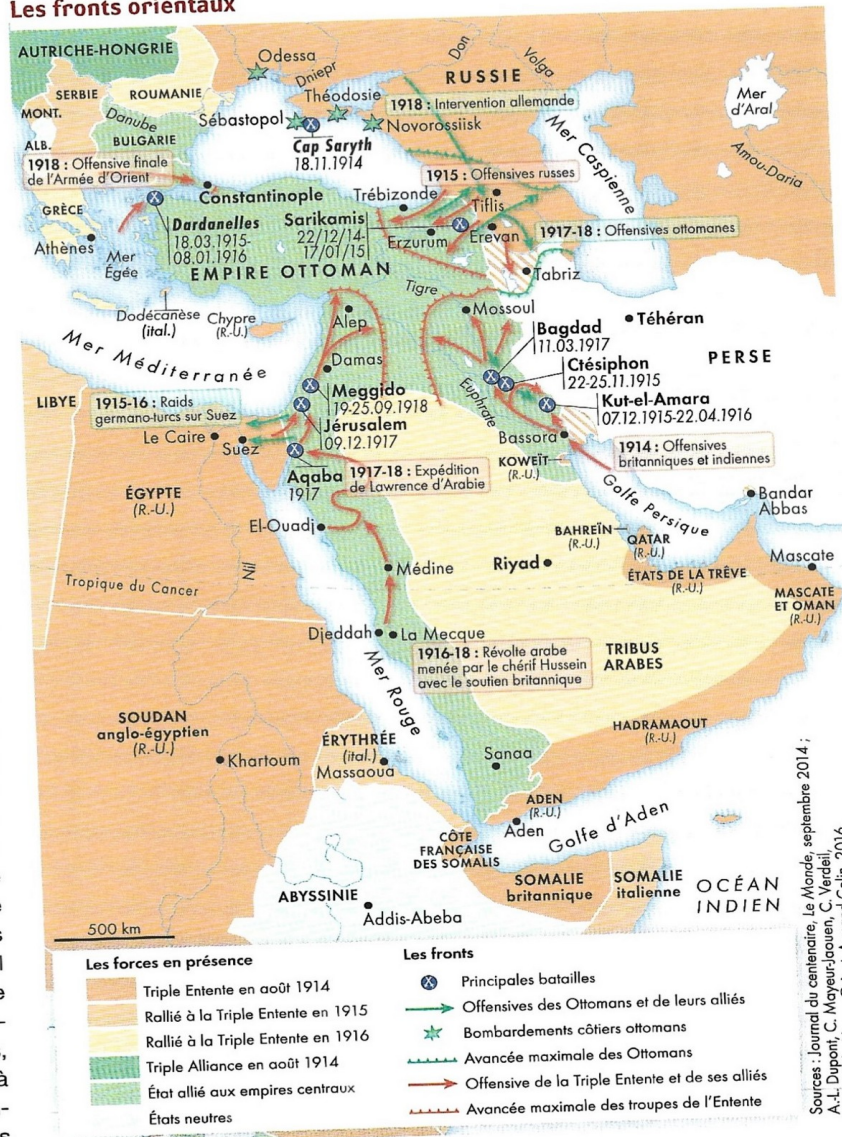 Les fronts orientaux
AUTRICHE-HONGRIE
Odessa
Dniepr
Don
Volga
RUSSIE
Mer
d'Aral
SERBIE
ROUMANIE
MONT.
Danube
ALB.
BULGARIE
Théodosie
1918 : Intervention allemande
Sébastopol
Novorossiisk
Cap Saryth
18.11.1914
Mer Caspienne
Amou-Daria
1918 : Offensive finale
de l'Armée d'Orient
1915 : Offensives russes
Constantinople
Trébizonde
Tiflis
GRÈCE
Dardanelles
18.03.1915-
08.01.1916
Sarikamis
22/12/14-
17/01/15
Erzurum
Erevan
1917-18 : Offensives ottomanes
Athènes
Mer
Égée
EMPIRE OTTOMAN
Tabriz
Tigre
Dodécanèse
(ital.)
Chypre
(R.-U.)
Alep
Mossoul
Téhéran
Mer Méditerranée
Bagdad
11.03.1917
PERSE
Damas
Ctésiphon
22-25.11.1915
Euphrate
LIBYE
1915-16 : Raids
germano-turcs sur Suez
Meggido
19-25.09.1918
Kut-el-Amara
07.12.1915-22.04.1916
Le Caire
Suez
Jérusalem
09.12.1917
Bassora
1914 : Offensives
britanniques et indiennes
Aqaba
1917
1917-18 : Expédition
de Lawrence d'Arabie
KOWEÏT
(R.-U.)
ÉGYPTE
(R.-U.)
Golfe Persique
Bandar
Abbas
El-Ouadj
BAHREÏN
(R.-U.)
QATAR
(R.-U.)
Nil
Médine
Riyad
ÉTATS DE LA TRÊVE
(R.-U.)
Mascate
Tropique du Cancer
MASCATE
ET OMAN
(R.-U.)
Djeddah
La Mecque
1916-18 : Révolte arabe
menée par le chérif Hussein
avec le soutien britannique
TRIBUS
ARABES
Mer Rouge
SOUDAN
anglo-égyptien
(R.-U.)
HADRAMAOUT
(R.-U.)
Khartoum
ÉRYTHRÉE
(ital.)
Massaoua
Sanaa
ADEN
(R.-U.)
Aden
Golfe d'Aden
CÔTE
FRANÇAISE
DES SOMALIS
SOMALIE
britannique
SOMALIE
italienne
OCÉAN
INDIEN
ABYSSINIE
Addis-Abeba
500 km
Les forces en présence
Triple Entente en août 1914
Rallié à la Triple Entente en 1915
Rallié à la Triple Entente en 1916
Triple Alliance en août 1914
État allié aux empires centraux
États neutres
Les fronts
Principales batailles
Offensives des Ottomans et de leurs alliés
Bombardements côtiers ottomans
Avancée maximale des Ottomans
Offensive de la Triple Entente et de ses alliés
Avancée maximale des troupes de l'Entente
Sources : Journal du centenaire, Le Monde, septembre 2014 ;
A.-L. Dupont, C. Mayeur-Jaouen, C. Verdeil,
Colin, 2016